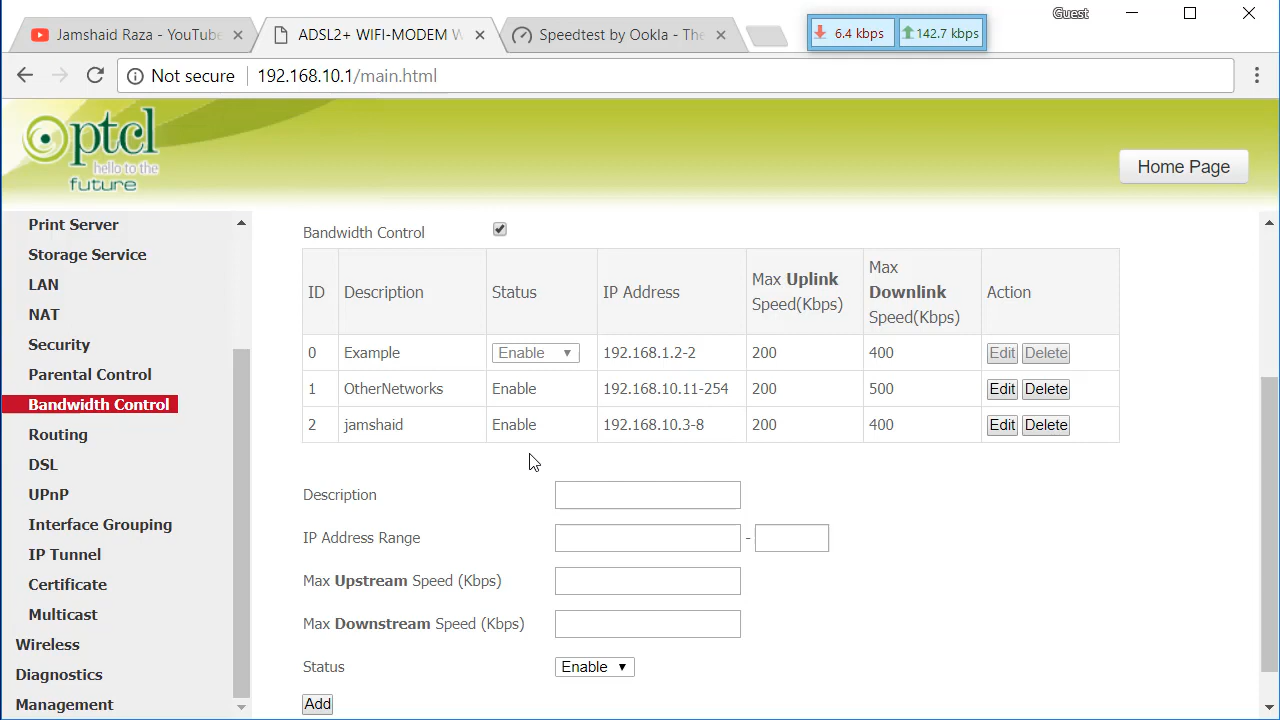 Jamshaid Raza - YouTube
ADSL2+ WIFI-MODEM W
Speedtest by Ookla - The
6.4 kbps
142.7 kbps
Guest
Not secure
192.168.10.1/main.html
ptcl
hello to the
future
Home Page
Print Server
Storage Service
LAN
NAT
Security
Parental Control
Bandwidth Control
Routing
DSL
UPnP
Interface Grouping
IP Tunnel
Certificate
Multicast
Wireless
Diagnostics
Management
Bandwidth Control
ID Description Status IP Address Max Uplink Speed(Kbps) Max Downlink Speed(Kbps) Action
0 Example Enable 192.168.1.2-2 200 400 Edit Delete
1 OtherNetworks Enable 192.168.10.11-254 200 500 Edit Delete
2 jamshaid Enable 192.168.10.3-8 200 400 Edit Delete
Description
IP Address Range -
Max Upstream Speed (Kbps)
Max Downstream Speed (Kbps)
Status Enable
Add